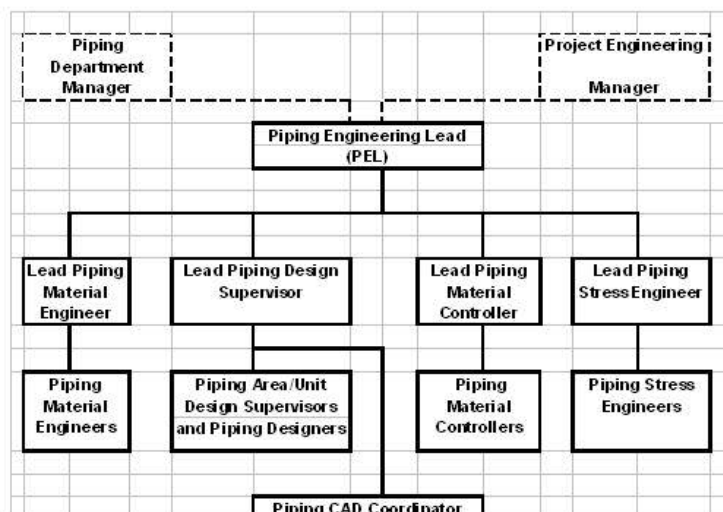 Piping
Department
Manager
Project Engineering
Manager
Piping Engineering Lead
(PEL)
Lead Piping
Material
Engineer
Lead Piping Design
Supervisor
Lead Piping
Material
Controller
Lead Piping
Stress Engineer
Piping
Material
Engineers
Piping Area/Unit
Design Supervisors
and Piping Designers
Piping
Material
Controllers
Piping Stress
Engineers
Piping CAD Coordinator